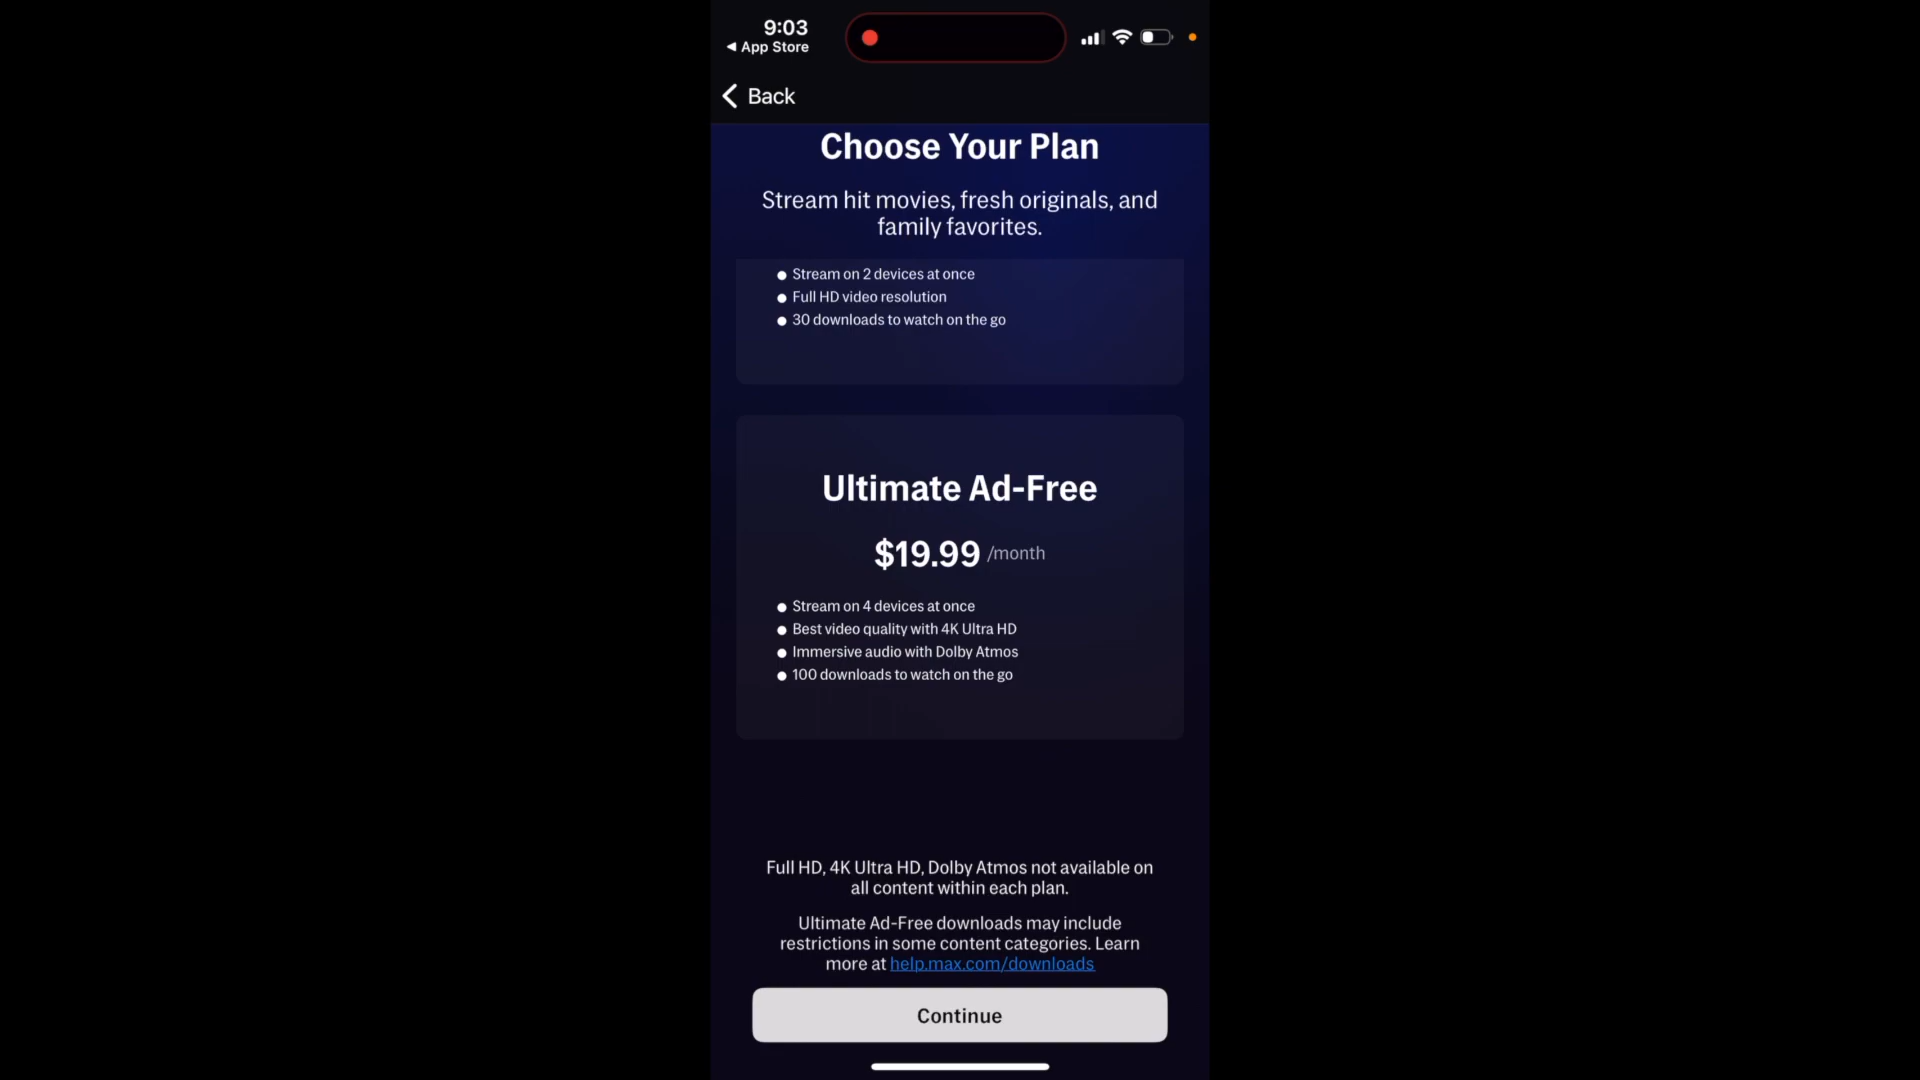 9:03
◀ App Store
Back
Choose Your Plan
Stream hit movies, fresh originals, and
family favorites.
● Stream on 2 devices at once
● Full HD video resolution
● 30 downloads to watch on the go
Ultimate Ad-Free
$19.99 /month
● Stream on 4 devices at once
● Best video quality with 4K Ultra HD
● Immersive audio with Dolby Atmos
● 100 downloads to watch on the go
Full HD, 4K Ultra HD, Dolby Atmos not available on
all content within each plan.
Ultimate Ad-Free downloads may include
restrictions in some content categories. Learn
more at help.max.com/downloads
Continue